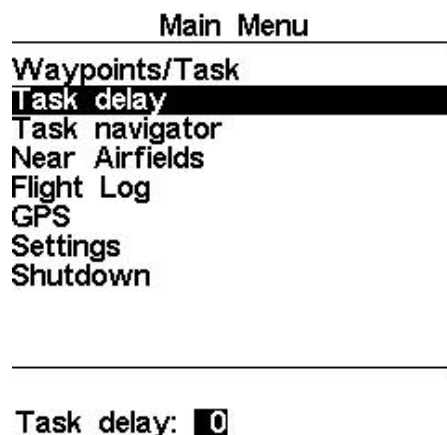 Main Menu
Waypoints/Task
Task delay
Task navigator
Near Airfields
Flight Log
GPS
Settings
Shutdown
Task delay: 0